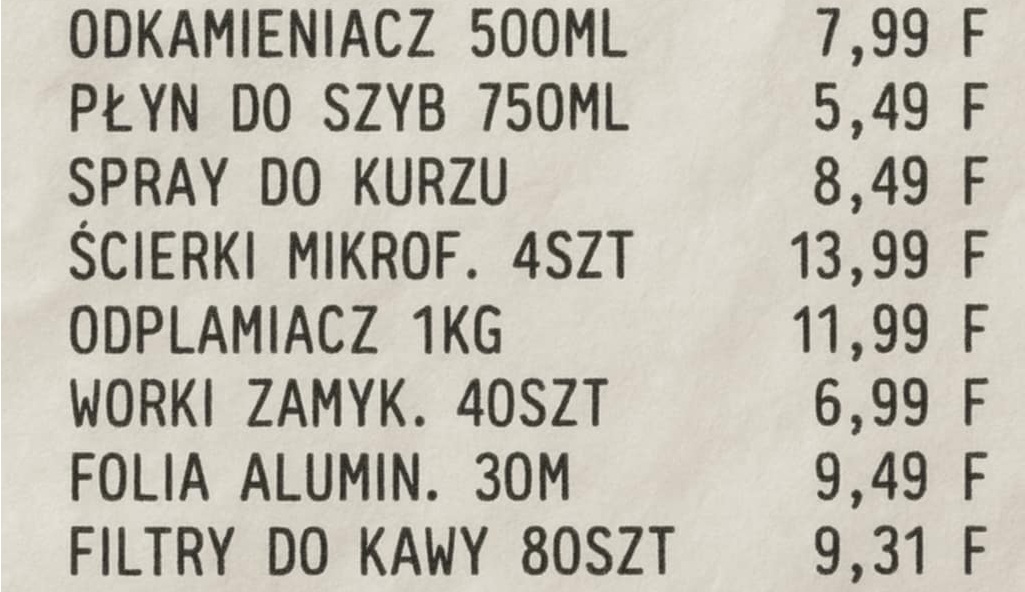 ODKAMIENIACZ 500ML 7,99 F
PŁYN DO SZYB 750ML 5,49 F
SPRAY DO KURZU 8,49 F
ŚCIERKI MIKROF. 4SZT 13,99 F
ODPLAMIACZ 1KG 11,99 F
WORKI ZAMYK. 40SZT 6,99 F
FOLIA ALUMIN. 30M 9,49 F
FILTRY DO KAWY 80SZT 9,31 F